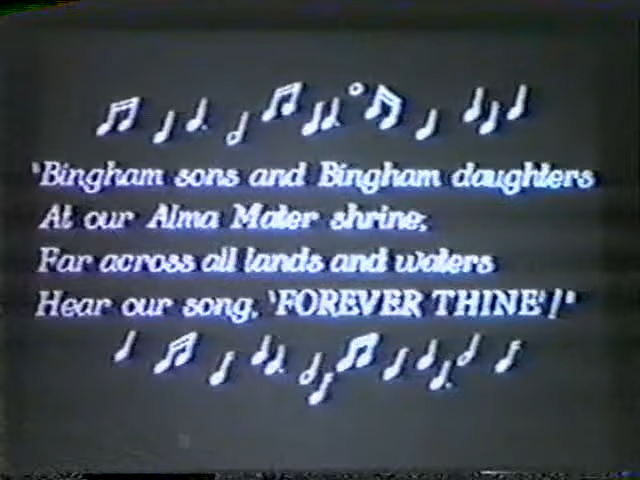 "Bingham sons and Bingham daughters
At our Alma Mater shrine,
Far across all lands and waters
Hear our song, 'FOREVER THINE'!"